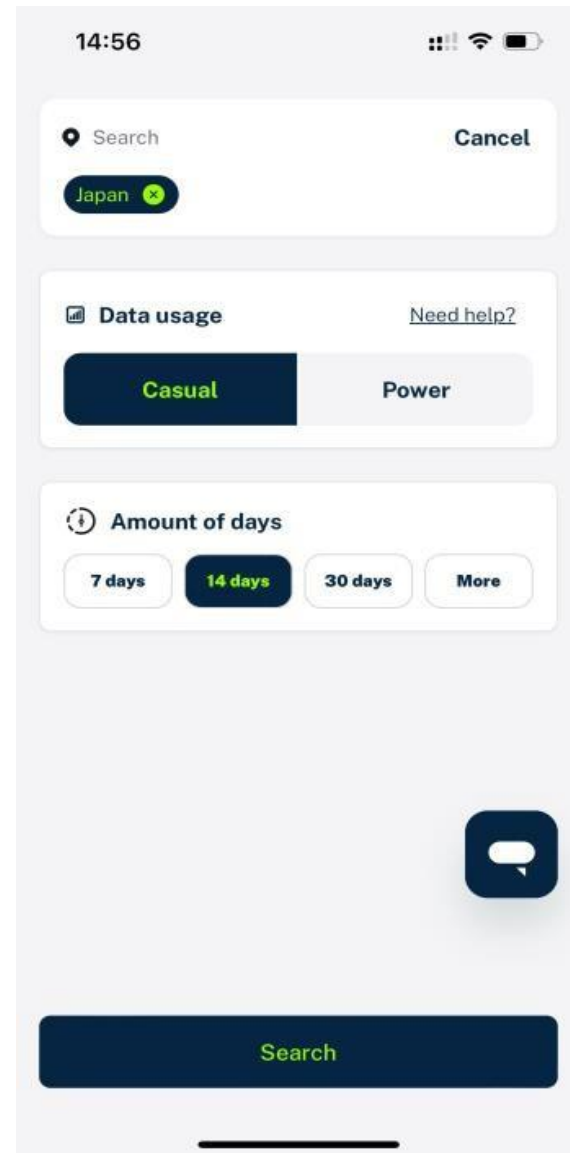 14:56
Search Cancel
Japan
Data usage Need help?
Casual Power
Amount of days
7 days 14 days 30 days More
Search